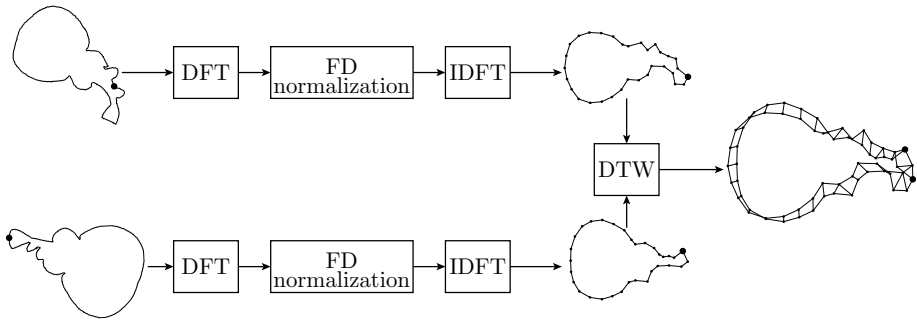 DFT
FD
normalization
IDFT
DTW
DFT
FD
normalization
IDFT